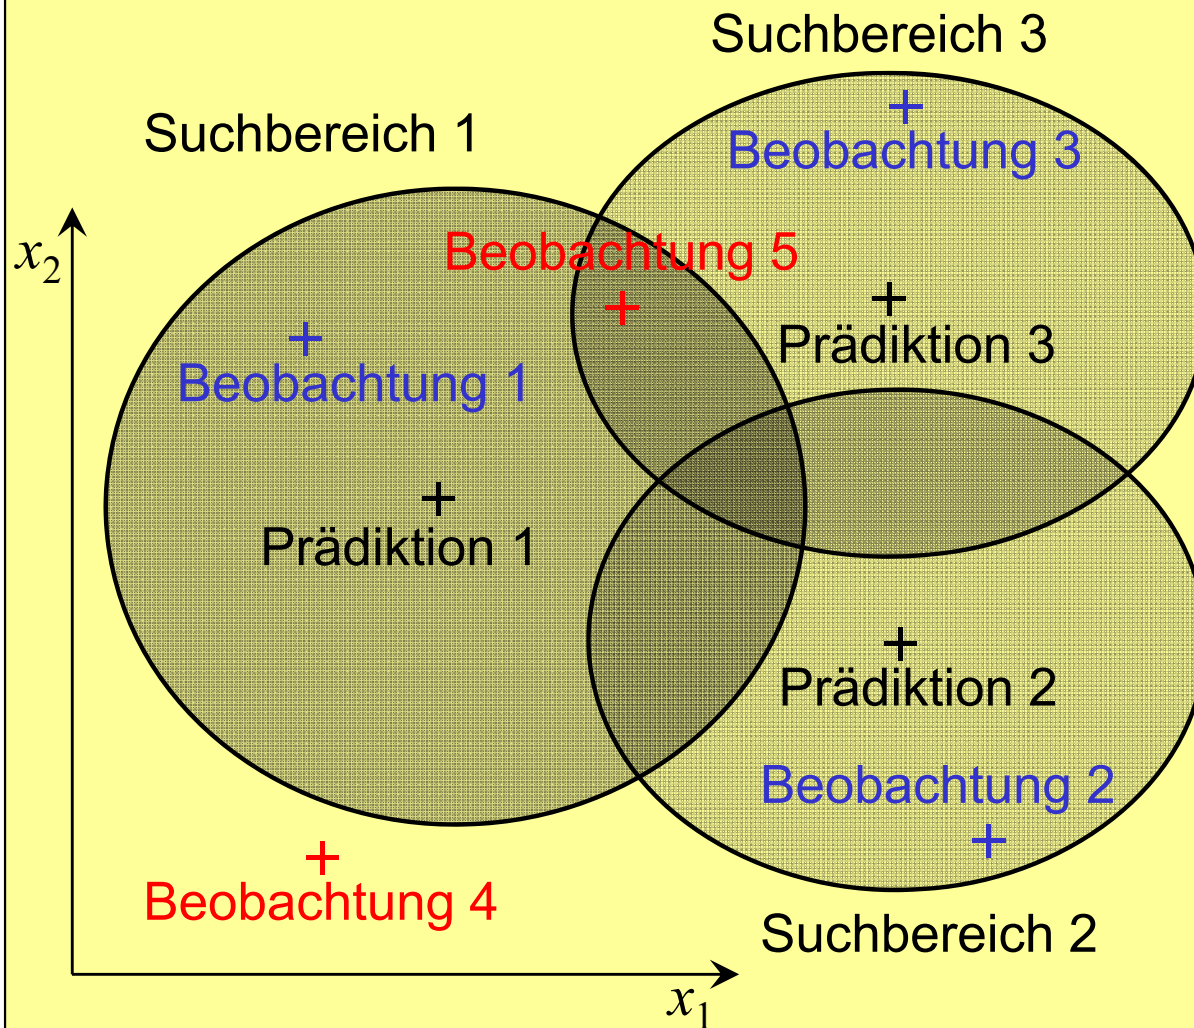 Suchbereich 3
Beobachtung 3
Suchbereich 1
x₂
Beobachtung 5
Beobachtung 1
Prädiktion 3
Prädiktion 1
Prädiktion 2
Beobachtung 2
Beobachtung 4
Suchbereich 2
x₁